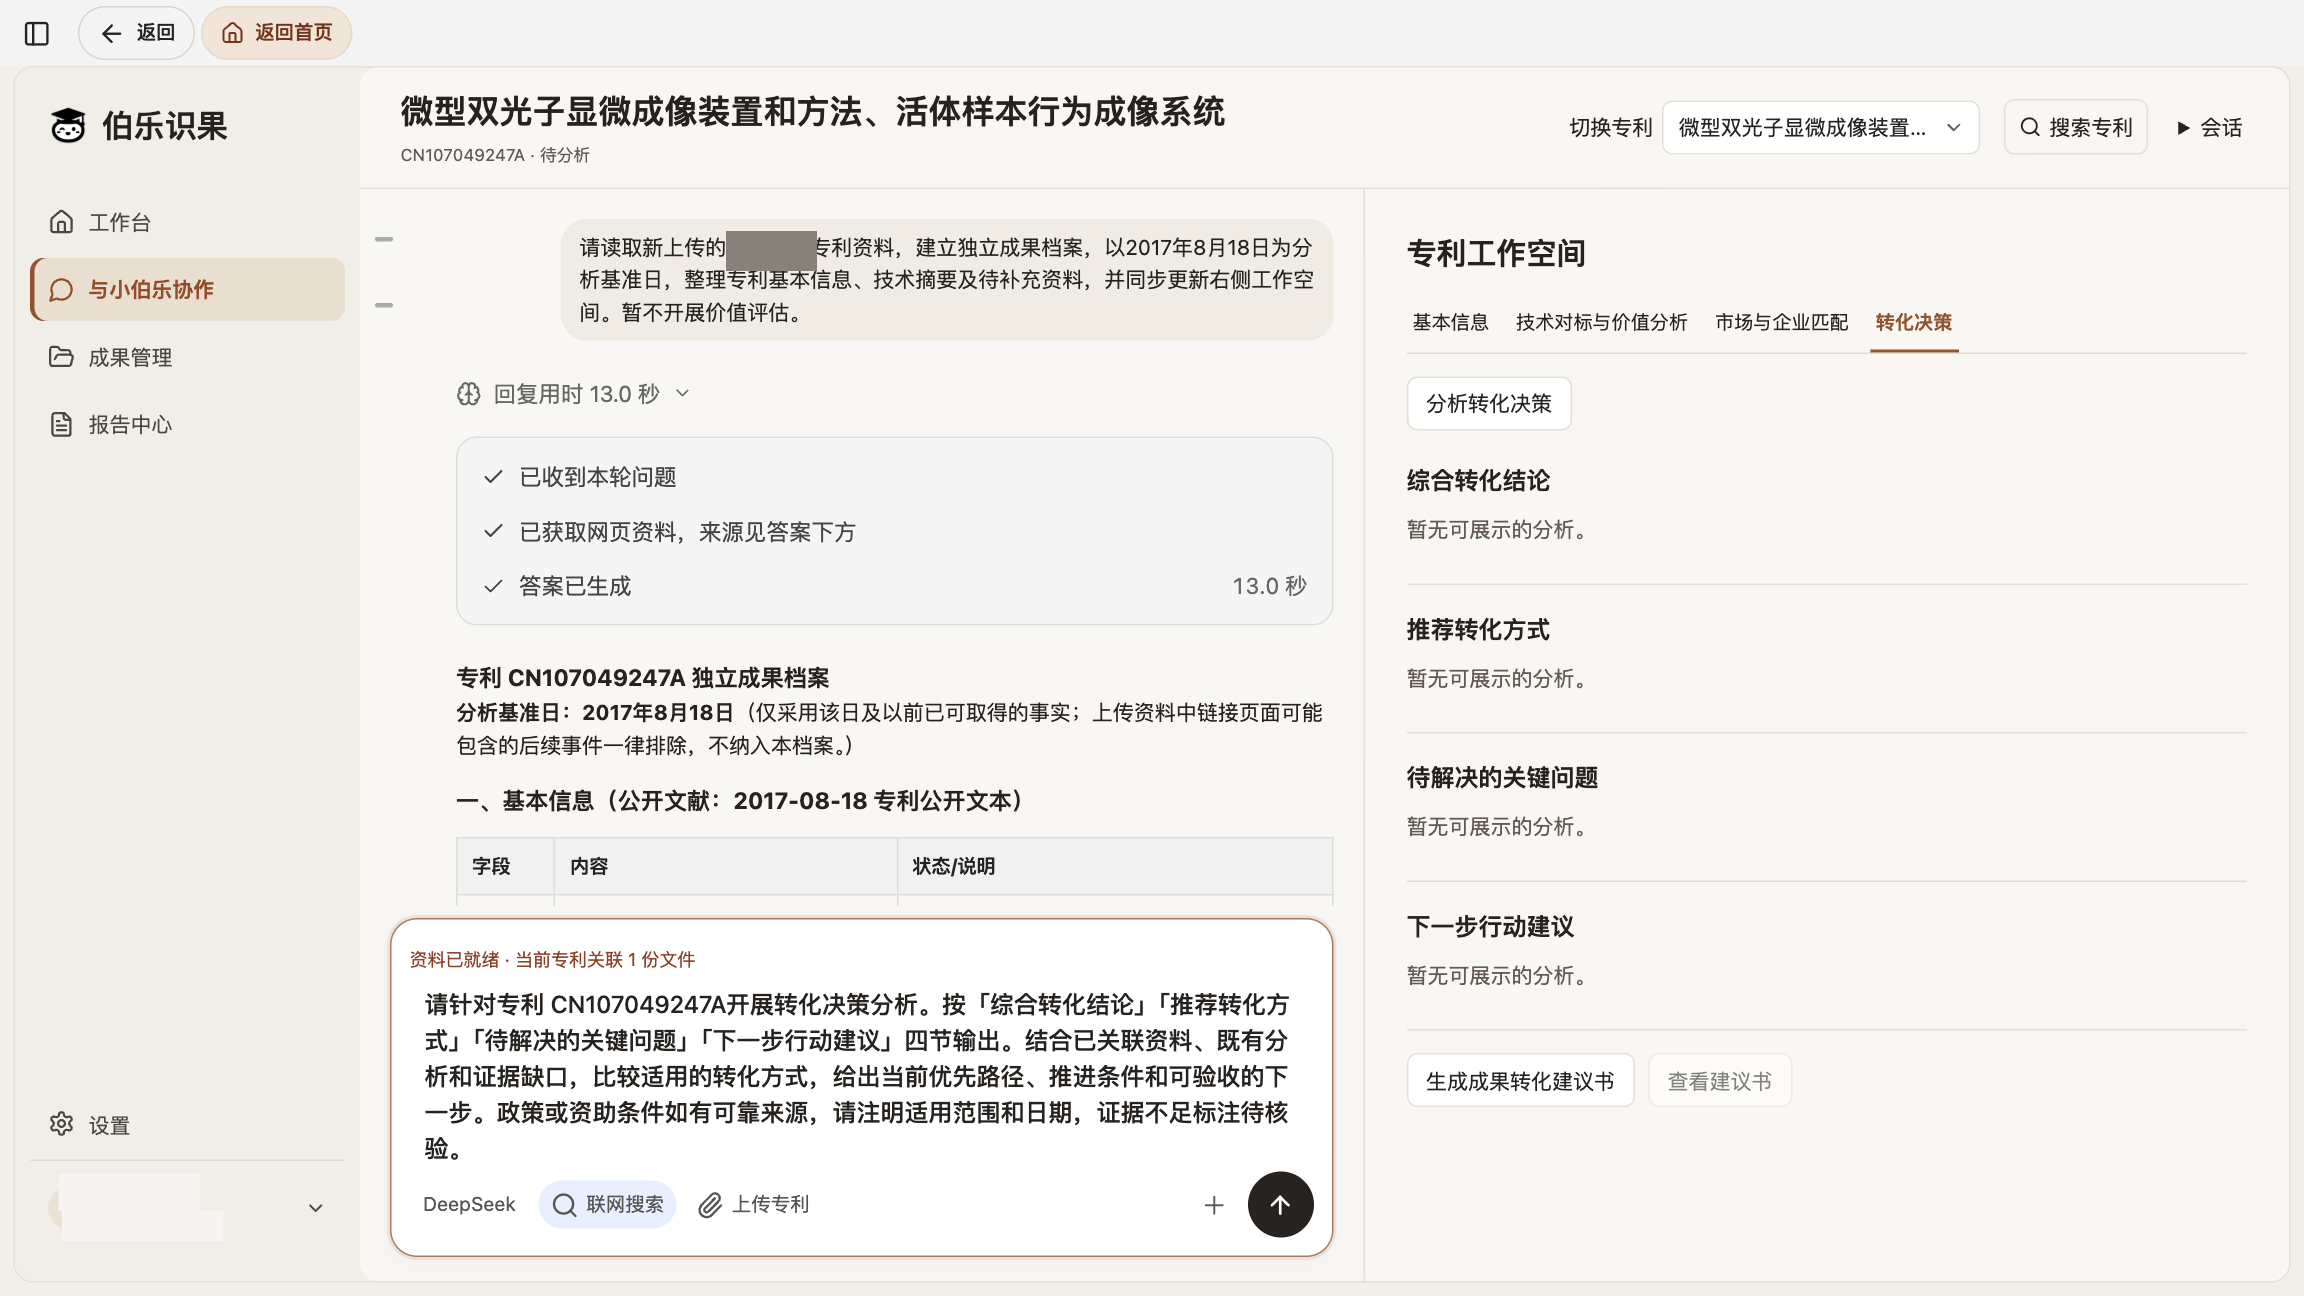 返回
返回首页
伯乐识果
工作台
与小伯乐协作
成果管理
报告中心
设置
微型双光子显微成像装置和方法、活体样本行为成像系统
CN107049247A · 待分析
切换专利
微型双光子显微成像装置...
搜索专利
会话
请读取新上传的 专利资料，建立独立成果档案，以2017年8月18日为分
析基准日，整理专利基本信息、技术摘要及待补充资料，并同步更新右侧工作空
间。暂不开展价值评估。
回复用时 13.0 秒
已收到本轮问题
已获取网页资料，来源见答案下方
答案已生成 13.0 秒
专利 CN107049247A 独立成果档案
分析基准日：2017年8月18日（仅采用该日及以前已可取得的事实；上传资料中链接页面可能
包含的后续事件一律排除，不纳入本档案。）
一、基本信息（公开文献：2017-08-18 专利公开文本）
字段 内容 状态/说明
资料已就绪 · 当前专利关联 1 份文件
请针对专利 CN107049247A开展转化决策分析。按「综合转化结论」「推荐转化方
式」「待解决的关键问题」「下一步行动建议」四节输出。结合已关联资料、既有分
析和证据缺口，比较适用的转化方式，给出当前优先路径、推进条件和可验收的下
一步。政策或资助条件如有可靠来源，请注明适用范围和日期，证据不足标注待核
验。
DeepSeek
联网搜索
上传专利
专利工作空间
基本信息 技术对标与价值分析 市场与企业匹配 转化决策
分析转化决策
综合转化结论
暂无可展示的分析。
推荐转化方式
暂无可展示的分析。
待解决的关键问题
暂无可展示的分析。
下一步行动建议
暂无可展示的分析。
生成成果转化建议书
查看建议书